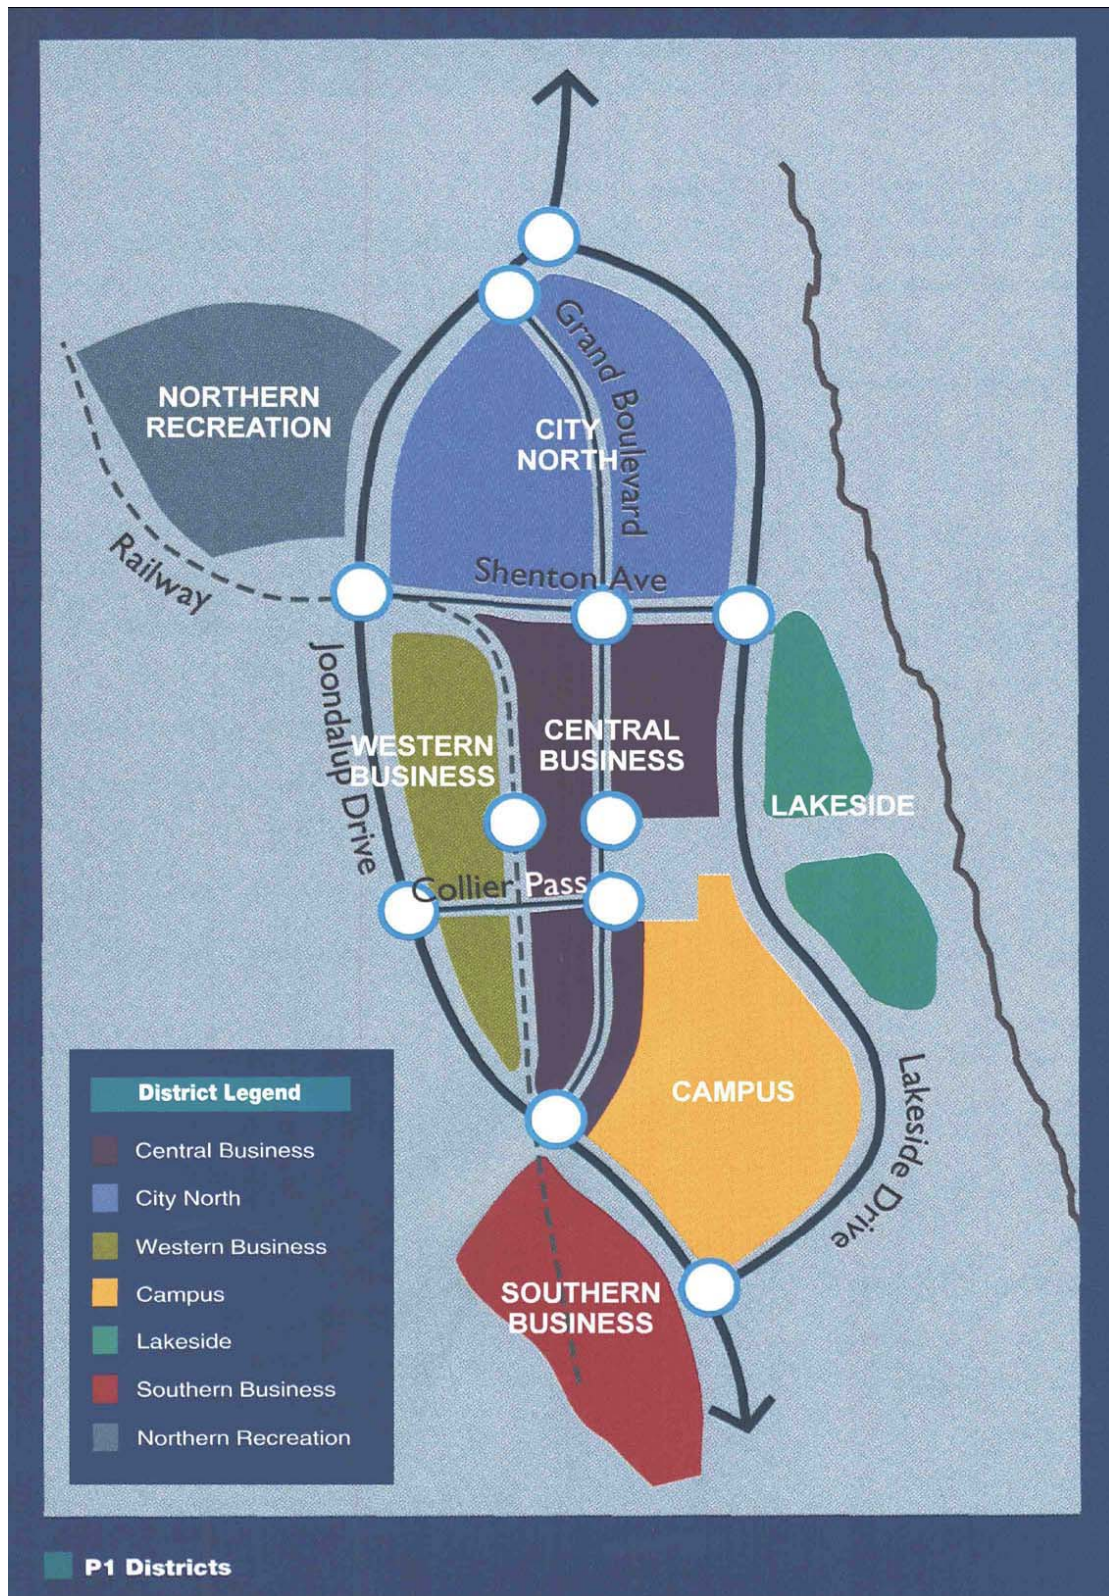 Grand Boulevard
NORTHERN
RECREATION
CITY
NORTH
Railway
Shenton Ave
Joondalup Drive
WESTERN
BUSINESS
CENTRAL
BUSINESS
LAKESIDE
Collier Pass
CAMPUS
Lakeside Drive
SOUTHERN
BUSINESS
District Legend
Central Business
City North
Western Business
Campus
Lakeside
Southern Business
Northern Recreation
P1 Districts